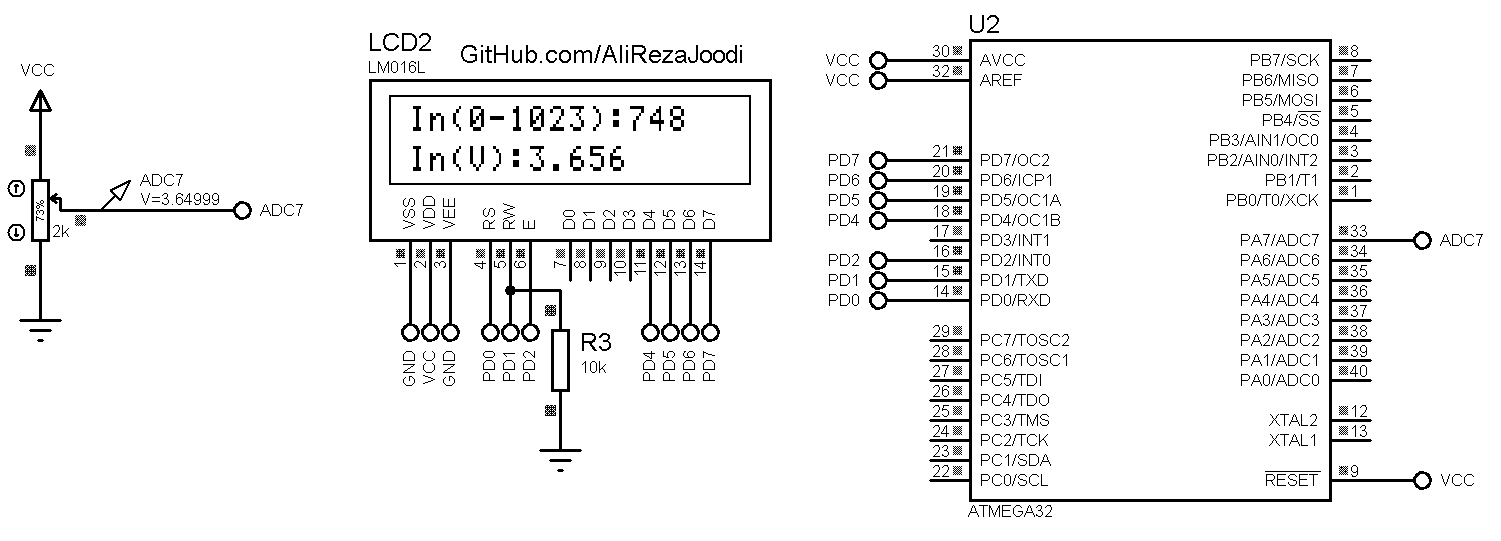 VCC
73%
2k
ADC7
V=3.64999
ADC7
LCD2
LM016L
GitHub.com/AliRezaJoodi
In(0-1023):748
In(V):3.656
VSS VDD VEE RS RW E D0 D1 D2 D3 D4 D5 D6 D7
1 2 3 4 5 6 7 8 9 10 11 12 13 14
GND VCC GND PD0 PD1 PD2 PD4 PD5 PD6 PD7
R3
10k
U2
VCC 30 AVCC
VCC 32 AREF
PD7 21 PD7/OC2
PD6 20 PD6/ICP1
PD5 19 PD5/OC1A
PD4 18 PD4/OC1B
17 PD3/INT1
PD2 16 PD2/INT0
PD1 15 PD1/TXD
PD0 14 PD0/RXD
29 PC7/TOSC2
28 PC6/TOSC1
27 PC5/TDI
26 PC4/TDO
25 PC3/TMS
24 PC2/TCK
23 PC1/SDA
22 PC0/SCL
PB7/SCK 8
PB6/MISO 7
PB5/MOSI 6
PB4/SS 5
PB3/AIN1/OC0 4
PB2/AIN0/INT2 3
PB1/T1 2
PB0/T0/XCK 1
PA7/ADC7 33 ADC7
PA6/ADC6 34
PA5/ADC5 35
PA4/ADC4 36
PA3/ADC3 37
PA2/ADC2 38
PA1/ADC1 39
PA0/ADC0 40
XTAL2 12
XTAL1 13
RESET 9 VCC
ATMEGA32